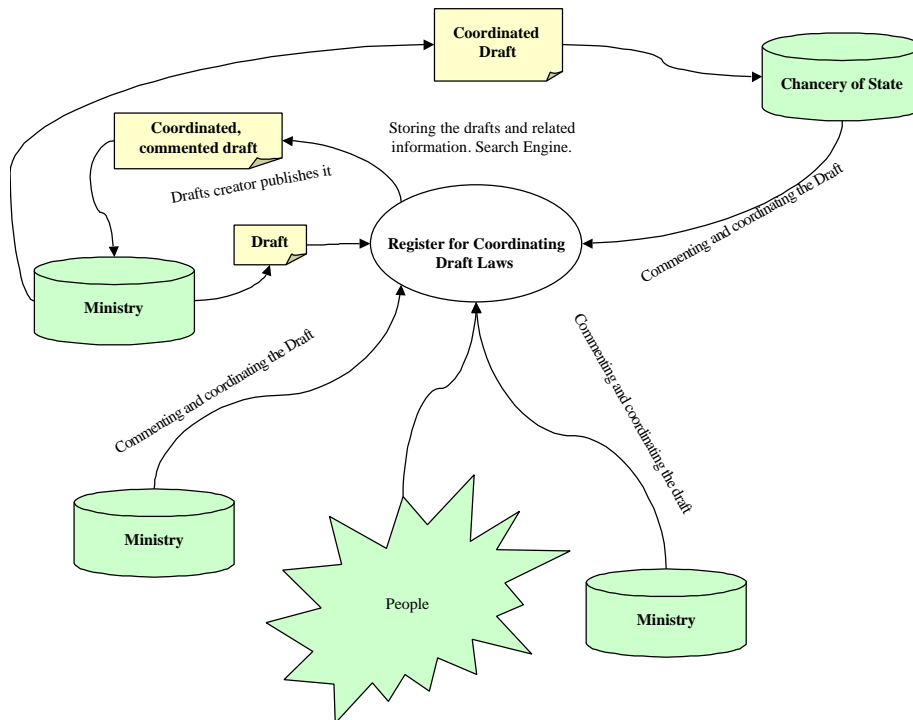 Coordinated
Draft
Chancery of State
Storing the drafts and related
information. Search Engine.
Coordinated,
commented draft
Drafts creator publishes it
Commenting and coordinating the Draft
Draft
Register for Coordinating
Draft Laws
Ministry
Commenting and coordinating the Draft
Commenting and coordinating the draft
Ministry
People
Ministry